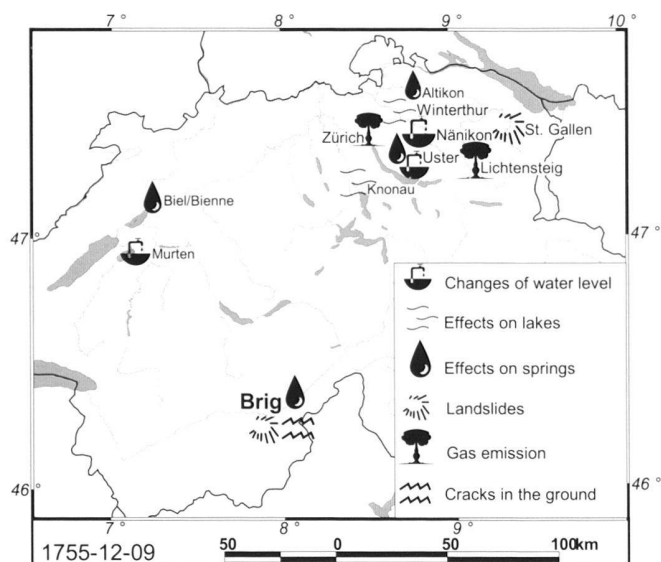 7° 8° 9° 10°
Altikon
Winterthur
Zürich
Nänikon
St. Gallen
Uster
Lichtensteig
Knonau
Biel/Bienne
47° 47°
Murten
Changes of water level
Effects on lakes
Effects on springs
Brig
Landslides
Gas emission
46° 46°
Cracks in the ground
7° 8° 9°
1755-12-09
50 0 50 100km